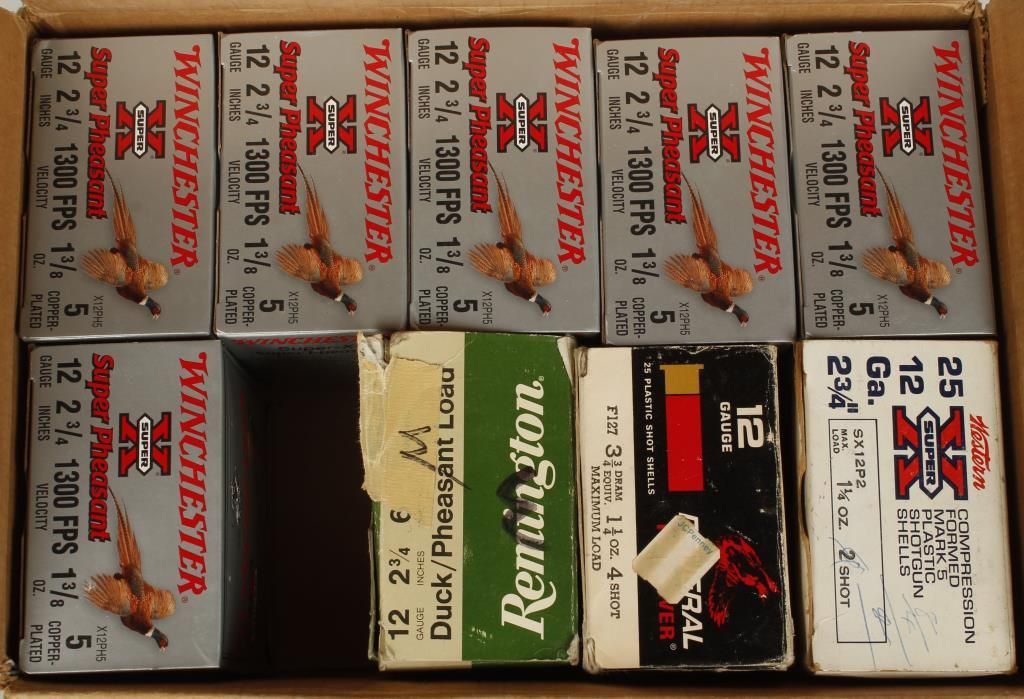 WINCHESTER®
SUPER X
Super Pheasant
12 2 3/4 1300 FPS 1 3/8 5
GAUGE INCHES VELOCITY OZ. COPPER-PLATED
X12PH5
WINCHESTER®
SUPER X
Super Pheasant
12 2 3/4 1300 FPS 1 3/8 5
GAUGE INCHES VELOCITY OZ. COPPER-PLATED
X12PH5
WINCHESTER®
SUPER X
Super Pheasant
12 2 3/4 1300 FPS 1 3/8 5
GAUGE INCHES VELOCITY OZ. COPPER-PLATED
X12PH5
WINCHESTER®
SUPER X
Super Pheasant
12 2 3/4 1300 FPS 1 3/8 5
GAUGE INCHES VELOCITY OZ. COPPER-PLATED
X12PH5
WINCHESTER®
SUPER X
Super Pheasant
12 2 3/4 1300 FPS 1 3/8 5
GAUGE INCHES VELOCITY OZ. COPPER-PLATED
X12PH5
WINCHESTER®
SUPER X
Super Pheasant
12 2 3/4 1300 FPS 1 3/8 5
GAUGE INCHES VELOCITY OZ. COPPER-PLATED
X12PH5
Remington®
Duck/Pheasant Load
12 2 3/4 6
GAUGE INCHES
M
12
GAUGE
25 PLASTIC SHOT SHELLS
F127 3 3/4 DRAM EQUIV. 1 1/4 OZ. 4 SHOT
MAXIMUM LOAD
JCPenney
Western
25
12
Ga.
2 3/4"
SUPER X
COMPRESSION
FORMED
MARK 5
PLASTIC
SHOTGUN
SHELLS
SX12P2
MAX. LOAD 1 1/4 OZ. 2 SHOT